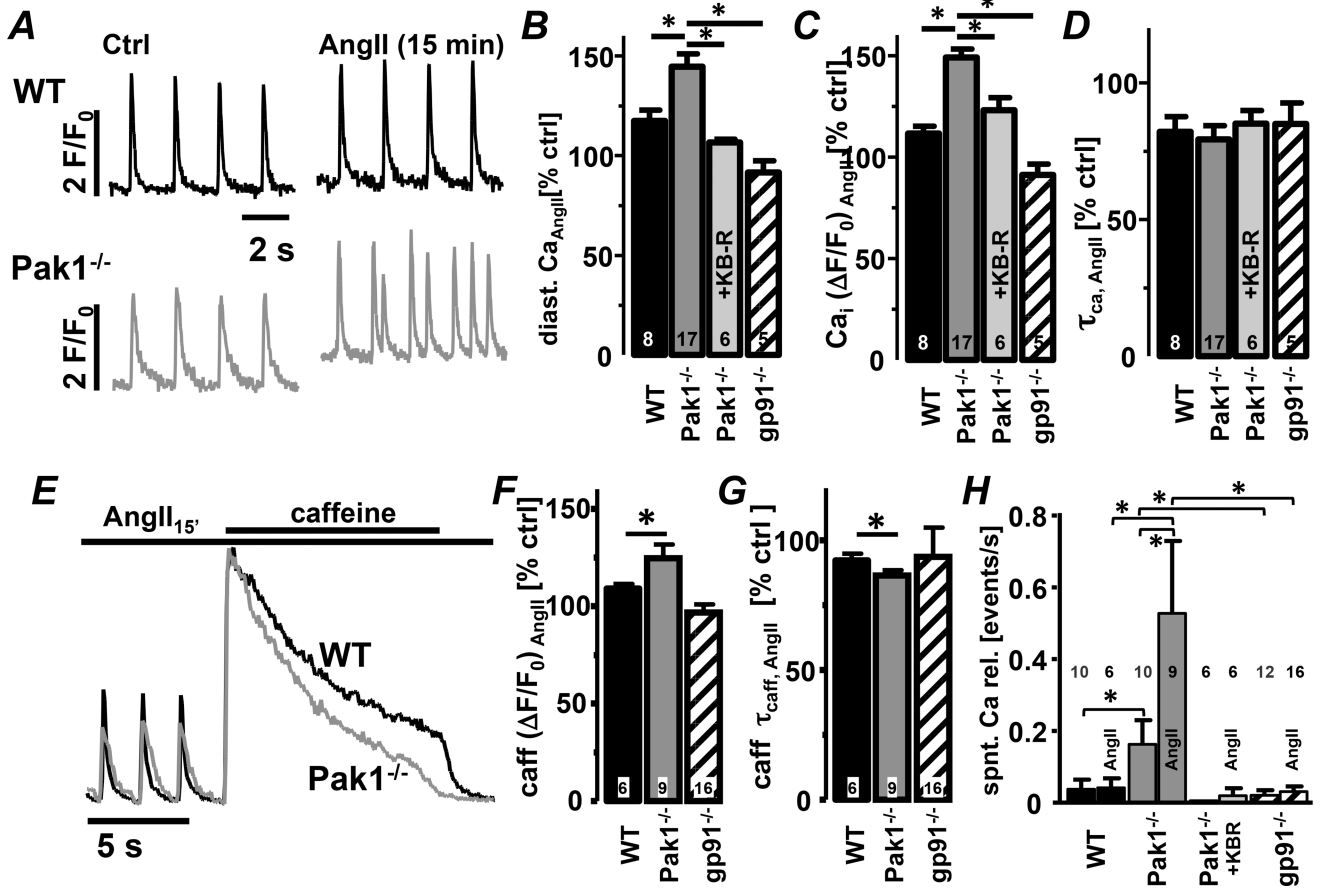 A
Ctrl
AngII (15 min)
WT
2 F/F0
2 s
Pak1-/-
2 F/F0
B
*
*
*
diast. CaAngII[% ctrl]
150
100
50
0
8
17
6
5
+KB-R
WT
Pak1-/-
Pak1-/-
gp91-/-
C
*
*
*
Cai (ΔF/F0) AngII[% ctrl]
150
100
50
0
8
17
6
5
+KB-R
WT
Pak1-/-
Pak1-/-
gp91-/-
D
τca, AngII [% ctrl]
100
50
0
8
17
6
5
+KB-R
WT
Pak1-/-
Pak1-/-
gp91-/-
E
AngII15'
caffeine
WT
Pak1-/-
5 s
F
*
caff (ΔF/F0) AngII [% ctrl]
150
100
50
0
6
9
16
WT
Pak1-/-
gp91-/-
G
*
caff τcaff, AngII [% ctrl ]
100
50
0
6
9
16
WT
Pak1-/-
gp91-/-
H
*
*
*
*
*
spnt. Ca rel. [events/s]
0.8
0.6
0.4
0.2
0
10
6
10
9
6
6
12
16
AngII
AngII
AngII
AngII
WT
Pak1-/-
Pak1-/-
+KBR
gp91-/-